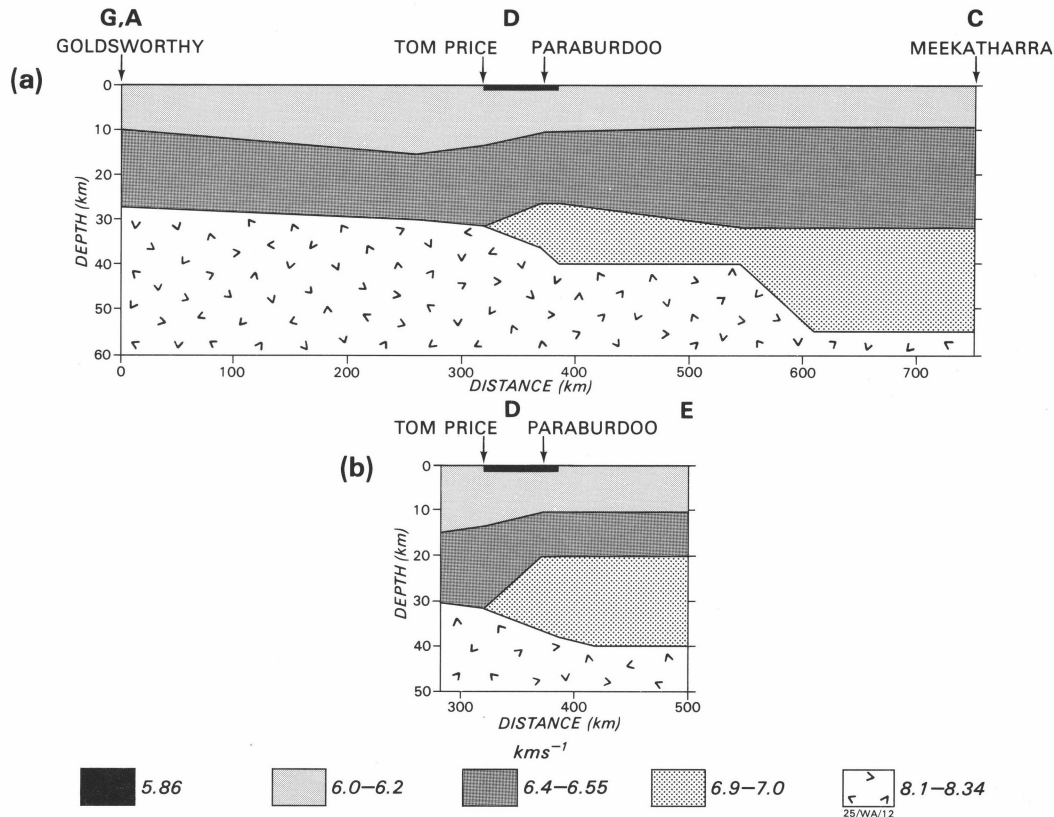 G,A D C
GOLDSWORTHY TOM PRICE PARABURDOO MEEKATHARRA
(a)
0
10
20
30
40
50
60
DEPTH (km)
0 100 200 300 400 500 600 700
DISTANCE (km)
D E
TOM PRICE PARABURDOO
(b)
0
10
20
30
40
50
DEPTH (km)
300 400 500
DISTANCE (km)
kms⁻¹
5.86 6.0–6.2 6.4–6.55 6.9–7.0 8.1–8.34
25/WA/12